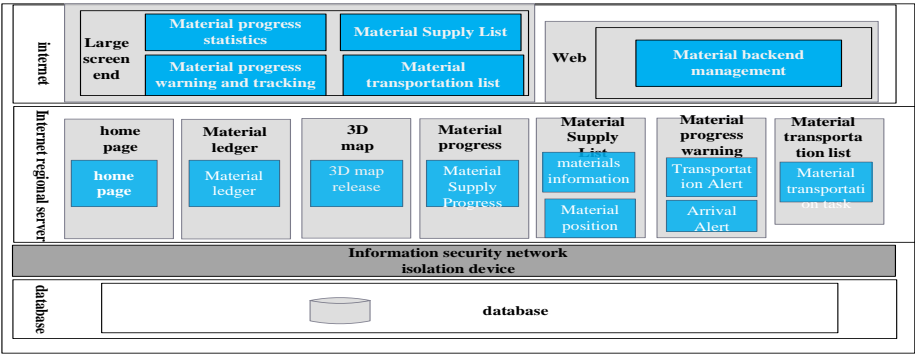 internet
Large
screen
end
Material progress
statistics
Material Supply List
Material progress
warning and tracking
Material
transportation list
Web
Material backend
management
Internet regional server
home
page
home
page
Material
ledger
Material
ledger
3D
map
3D map
release
Material
progress
Material
Supply
Progress
Material
Supply
List
materials
information
Material
position
Material
progress
warning
Transportat
ion Alert
Arrival
Alert
Material
transporta
tion list
Material
transportati
on task
Information security network
isolation device
database
database